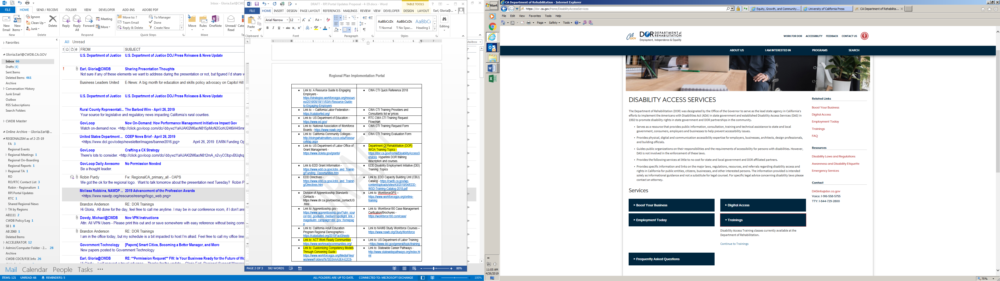 Inbox - Gloria.Earl@CWDB.CA.GOV
FILE HOME SEND / RECEIVE FOLDER VIEW DEVELOPER ADD-INS ADOBE PDF
New Email
New Items
Ignore
Clean Up
Junk
Delete
Reply
Reply All
Forward
Meeting
More
Move to: ?
Team Email
Reply & Delete
To Manager
Done
Create New
Move
Rules
OneNote
Unread/ Read
New Delete Respond Quick Steps Move
Favorites
Gloria.Earl@CWDB.CA.GOV
Inbox 66
Drafts [4]
Sent Items
Deleted Items 461
Archive
Conversation History
Junk Email
Outbox
RSS Subscriptions
Search Folders
CWDB Master
Online Archive - Gloria.Earl@...
REGIONALISM as of 2-25-19
FA 3
Regional Events
Regional Meetings 1
Regional On-Boarding
Regional Reports 1
Regional TA 1
RO
RO/RTC Contact List 3
Robin - Regionalism 1
RPI Portal Updates
RTC 1
Shared Regional News
TA by Regions
AB1111 2
CWDB Policy/Leg 1
SB 1 8
AB 2060 1
Deleted Items
ACCELERATOR 12
Admin/Computer Folder - 2... 28
Archive
CWDB CDCR/P2E Info 26
All Unread
FROM SUBJECT
U.S. Department of Justice U.S. Department of Justice DOJ Press Releases & News Update
Earl, Gloria@CWDB Sharing Presentation Thoughts
Not sure if any of these elements we want to address during the presentation or not, but figured I'd share w
Business Leaders United E-News: A big month for education and skills policy advocacy on Capitol Hill
U.S. Department of Justice U.S. Department of Justice DOJ Press Releases & News Update
Rural County Representati... The Barbed Wire - April 26, 2019
Your source for legislative and regulatory news impacting California's rural counties.
GovLoop Now On-Demand: How Performance Management Initiatives Impact Gov
Watch on-demand now.
United States Department ... ODEP News Brief - April 26, 2019
<https://www.dol.gov/odep/newsletter/images/banner2016.jpg> April 26, 2019 EARN Funding Op
GovLoop Crafting a CX Strategy
There's lots to consider.
GovLoop Daily Awesome No Permission Needed
Be a thought leader.
Robin Purdy Fw: RegionalCA_primary_all - CAPS
We got the ok for the regional logo. Want to talk tomorrow about the presentation next Tuesday? Robin P
Melissa Robbins, NAWDP ... 2019 Advancement of the Profession Awards
<https://www.nawdp.org/resource/resmgr/logo_web.png>
Brandon Anderson RE: DOR Trainings
Hi Gloria, All done for the day, feel free to call me anytime. I may be in our conference room, if I don't ans
Dowdy, Michael@CWDB New VPN Instructions
Attn: All VPN Users - Please print this out and or save somewhere with easy reference without being conn
Brandon Anderson RE: DOR Trainings
I am in the office today, but my schedule is a bit impacted to host I'm afraid. Feel free to call my office line
Government Technology [Papers] Smart Cities, Becoming a Better Manager, and More
New papers posted to Government Technology
Earl, Gloria@CWDB RE: **Permission Request** FW: Is Your Business Ready for the Future of Wo
Mail Calendar People Tasks •••
ITEMS: 121 UNREAD: 66 REMINDERS: 5
ALL FOLDERS ARE UP TO DATE. CONNECTED TO: MICROSOFT EXCHANGE 100%
DRAFT - RPI Portal Updates Proposal - 4-19.docx - Word
TABLE TOOLS
FILE HOME INSERT DESIGN PAGE LAYOUT REFERENCES MAILINGS REVIEW VIEW DEVELOPER DESIGN LAYOUT Earl, Gloria@...
Paste
Arial Narrow 12
AaBbCcDc AaBbCcDc AaBbCc
¶ Normal ¶ No Spac... Heading 1
Editing
Clipboard Font Paragraph Styles
Regional Plan Implementation Portal
Link to: A Resource Guide to Engaging
Employers -
https://strategies.workforcegps.org/resourc
es/2016/05/18/11/53/A-Resource-Guide-
to-Engaging-Employers
CWA CTI Quick Reference 2018
Link to: – California Labor Federation -
https://calaborfed.org/
CWA CTI Training Providers and
Consultants list w/ prices
Link to: US Department of Education -
https://www.ed.gov/
RTC CWA CTI Training Request
Flowchart
Link to: National Association of Workforce
Boards - https://www.nawb.org/
CWA CTI Training Request Form
Link to: California Community Colleges -
http://doingwhatmatters.cccco.edu/Resour
ceMap.aspx
CWA CTI Training Evaluation Form
Link to: US Department of Labor Office of
Grant Management -
https://www.doleta.gov/grants/
Department Of Rehabilitation (DOR)
WIOA Training Topics -
https://dor.ca.gov/Home/DisabilityAccessS
ervices Hyperlink DOR training
description and courses.
Link to EDD Grant Information -
https://www.edd.ca.gov/Jobs_and_Trainin
g/Funding_Opportunities.htm
EDD Disability Employment Initiative (DEI)
Training Topics
EDD Directives -
https://www.edd.ca.gov/Jobs_and_Trainin
g/Directives.htm
Link to: EDD Capacity Building Unit (CBU)
Catalog - https://cwdb.ca.gov/wp-
content/uploads/sites/43/2018/04/EDD-
WSD-Training-Catalog-2018.pdf
Division of Apprenticeship Standards
Contacts -
https://www.dir.ca.gov/das/das_contactUS
.html
Link to: WorkforceGPS –
https://www.workforcegps.org/online-
training
Link to: Apprenticeship.gov -
https://www.apprenticeship.gov/?utm_sour
ce=dol_gov&utm_medium=spotlight_link_i
mage&utm_campaign=dol_gov_homepag
e
Link to: Workforce180 Case Management
Cerfication/Brochures -
https://workforce180.com/case/
Link to: California Adult Education
Program Regional Demographics -
https://caladulted.org/2019FactSheets
Link to NAWB Study Workforce Courses –
https://www.nawb.org/StudyWorkforce
Link to: ACT Work Ready Communities -
https://www.workreadycommunities.org/
Link to: US Department of Labor Training
–https://www.dol.gov/general/topic/training
Link to: Customizing Competency Models
Through Convening Guide -
https://www.workforcegps.org/MediaFiles/
ws/www/Folders/%7BE6AAA3E4-E2C8-
Link to: Statewide Career Pathways -
http://www.statewidepathways.org/index.ht
ml
DRAFT
PAGE 2 OF 3 592 WORDS 80%
Start
11:05 AM
4/26/2019
CA Department of Rehabilitation - Internet Explorer
https://dor.ca.gov/Home/DisabilityAccessServices
Equity, Growth, and Community... University of California Press CA Department of Rehabilita...
File Edit View Favorites Tools Help
Page Safety Tools
CA.GOV
DOR DEPARTMENT of REHABILITATION
Employment, Independence & Equality
WORK FOR DOR ACCESSIBILITY FEEDBACK CONTACT US
ABOUT US I AM INTERESTED IN PROGRAMS SEARCH
DISABILITY ACCESS SERVICES
The Department of Rehabilitation (DOR) was designated by the Office of the Governor to serve as the lead state agency in California's
efforts to implement the Americans with Disabilities Act (ADA) in state government and established Disability Access Services (DAS) in
1992 to promote disability rights in state government and DOR partnerships in the community.
Serves as a resource that provides public information, consultation, training and technical assistance to state and local
government, consumers, employers and businesses to help prevent accessibility issues.
Provides physical, digital and communication accessibility expertise for employers, businesses, architects, design professionals,
and building officials.
Guides public organizations on their responsibilities and the requirements of accessibility for persons with disabilities. However,
DAS is not involved in the enforcement of these laws.
Provides the following services at little to no cost for state and local government and DOR affiliated partners.
Provides specific information and links on the major laws, regulations, resources, and referrals regarding disability access and
rights in California for public entities, citizens, businesses, and other interested persons. The information provided is intended
solely as informational guidance and not a substitute for legal counsel. For specific legal advice concerning disability laws please
contact an attorney.
Services
Boost Your Business
Digital Access
Employment Today
Trainings
Disability Access Training classes currently available at the
Department of Rehabilitation.
Continue to Trainings
Frequently Asked Questions
Related Links
Boost Your Business
Digital Access
Employment Today
Trainings
FAQ
Resources
Disability Laws and Regulations
Awareness and Disability Etiquette
Emergency Services
Contact
DASInfo@dor.ca.gov
Voice: 1-916-558-5755
TTY: 1-844-729-2800
75%